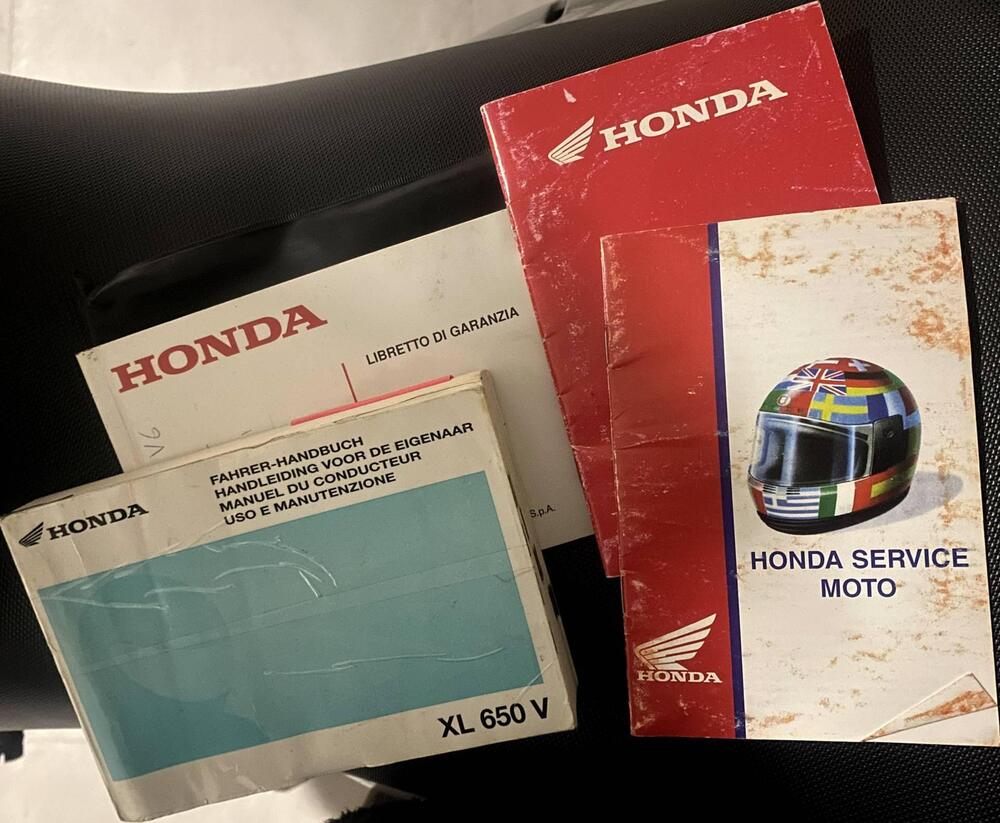 HONDA
HONDA
LIBRETTO DI GARANZIA
S.p.A.
FAHRER-HANDBUCH
HANDLEIDING VOOR DE EIGENAAR
MANUEL DU CONDUCTEUR
USO E MANUTENZIONE
HONDA
XL 650 V
HONDA SERVICE
MOTO
HONDA